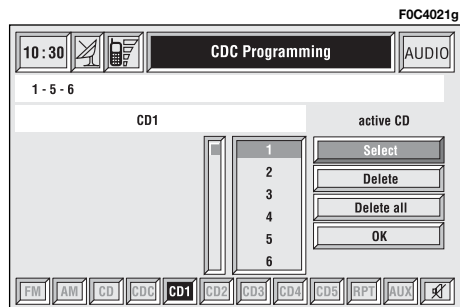 F0C4021g
10:30 CDC Programming AUDIO
1 - 5 - 6
CD1 active CD
1 Select
2 Delete
3
4 Delete all
5 OK
6
FM AM CD CDC CD1 CD2 CD3 CD4 CD5 RPT AUX